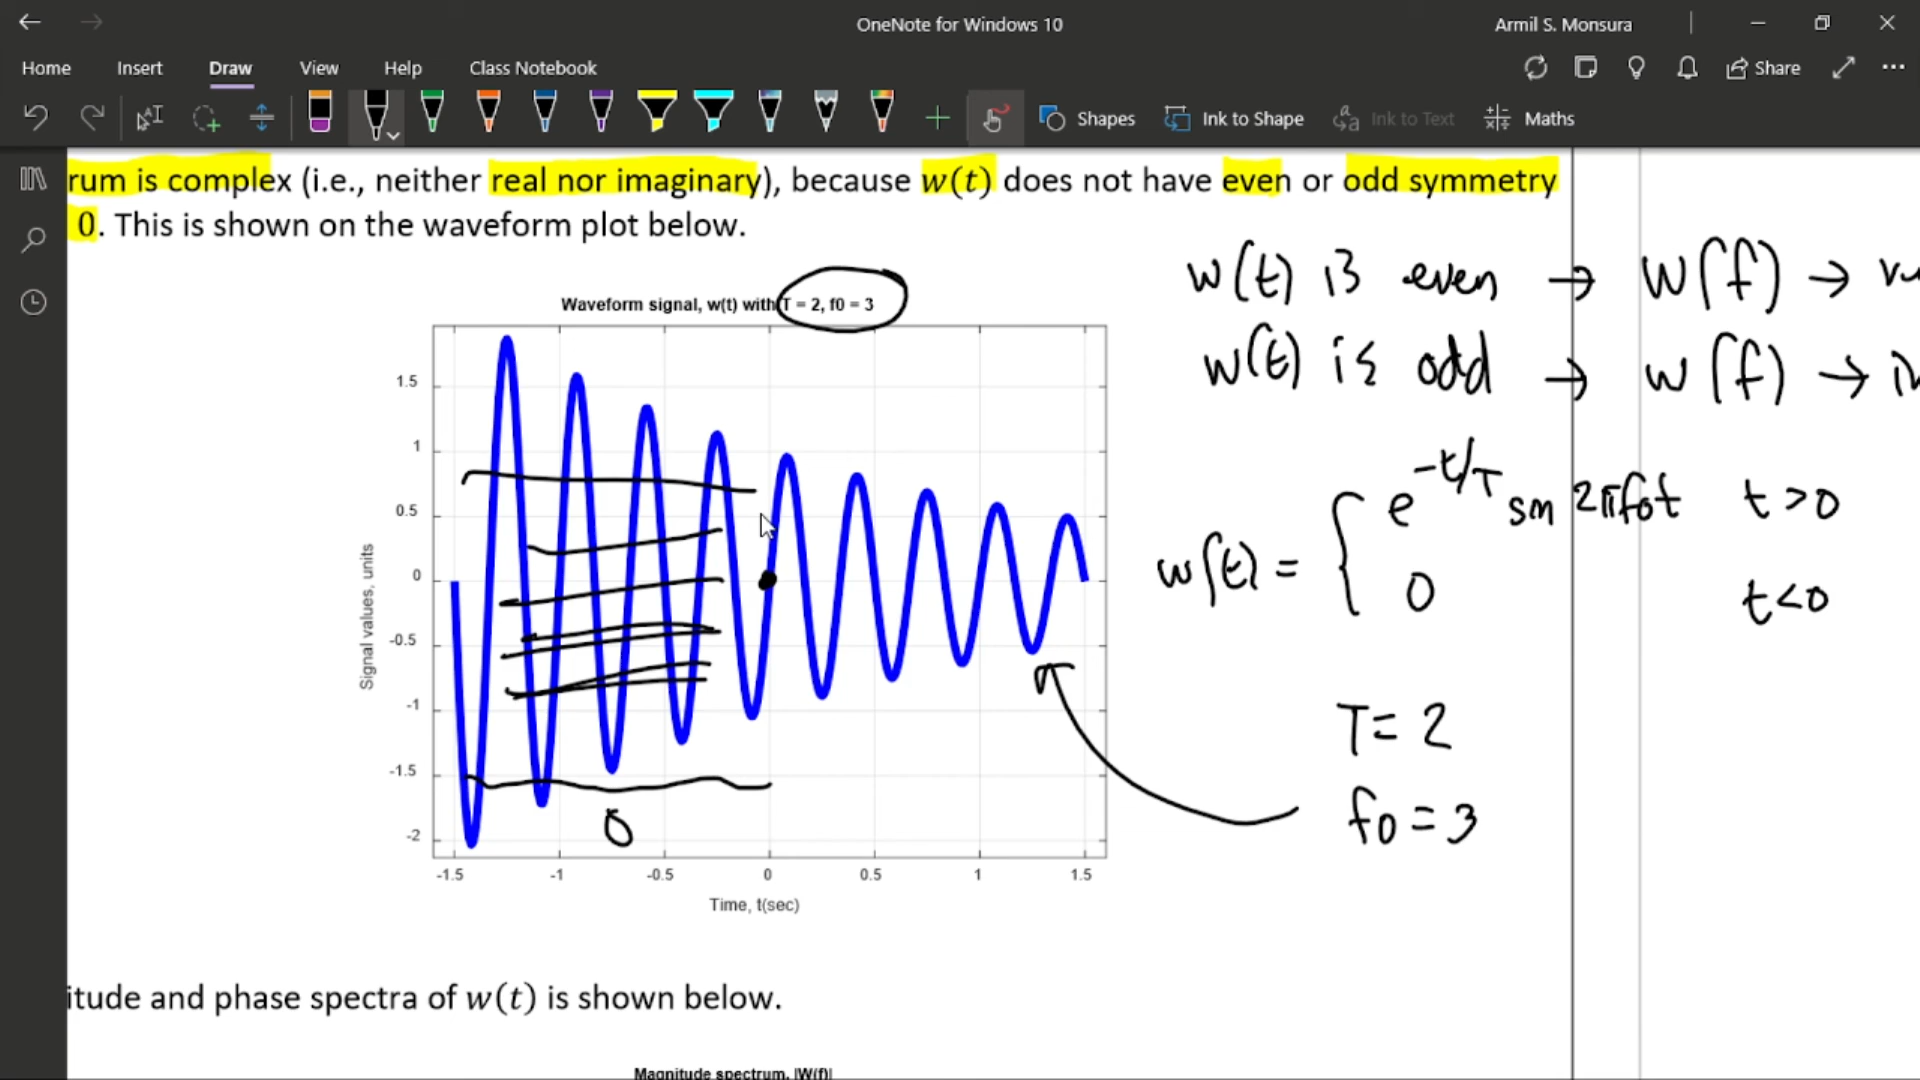 OneNote for Windows 10
Armil S. Monsura
Home Insert Draw View Help Class Notebook
Share
Shapes Ink to Shape Ink to Text Maths
rum is complex (i.e., neither real nor imaginary), because w(t) does not have even or odd symmetry
0. This is shown on the waveform plot below.
w(t) is even → W(f) →
w(t) is odd → W(f) →
Waveform signal, w(t) with T = 2, f0 = 3
1.5
1
0.5
0
-0.5
-1
-1.5
-2
Signal values, units
-1.5 -1 -0.5 0 0.5 1 1.5
Time, t(sec)
0
w(t) = { e^-t/T sin 2πfot t>0
0 t<0
T= 2
fo = 3
itude and phase spectra of w(t) is shown below.
Magnitude spectrum, |W(f)|